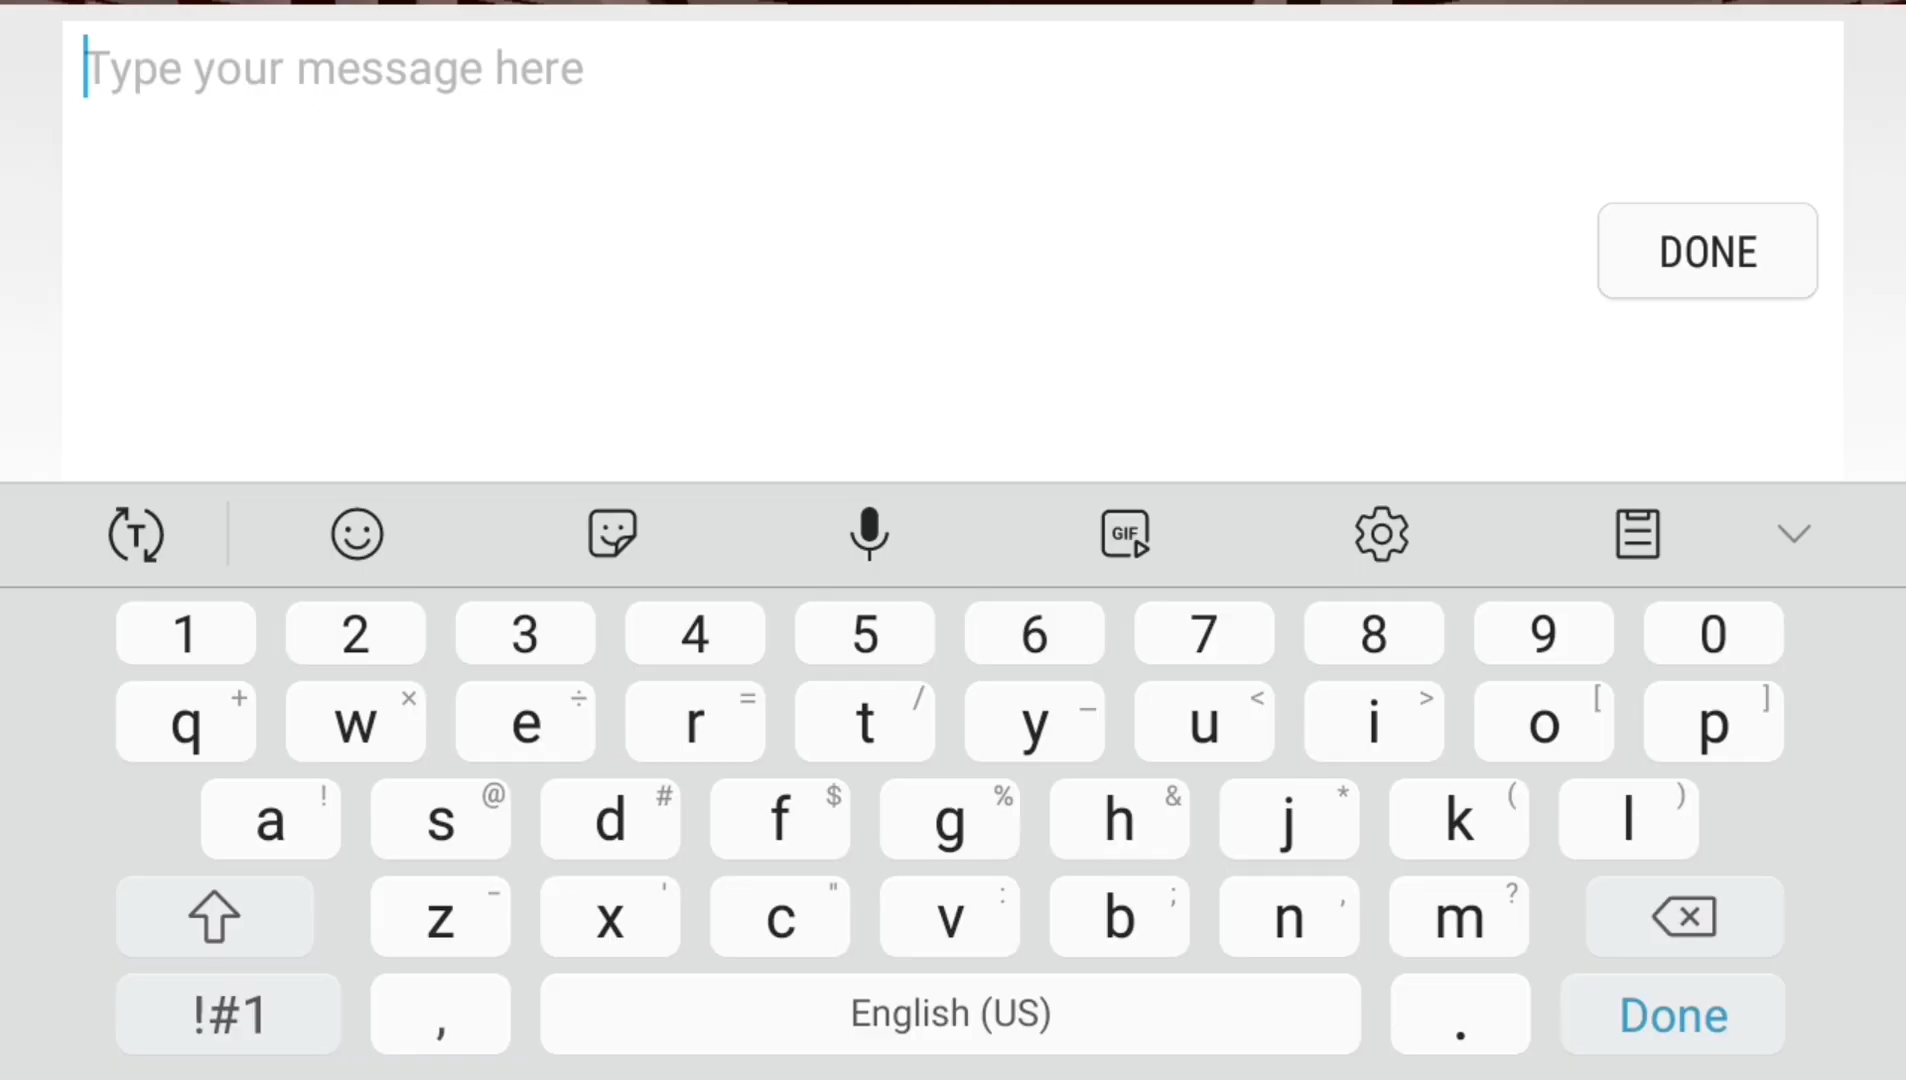 Type your message here
DONE
T GIF
1 2 3 4 5 6 7 8 9 0
q + w × e ÷ r = t / y _ u < i > o [ p ]
a ! s @ d # f $ g % h & j * k ( l )
z - x ' c " v : b ; n , m ?
!#1 , English (US) . Done